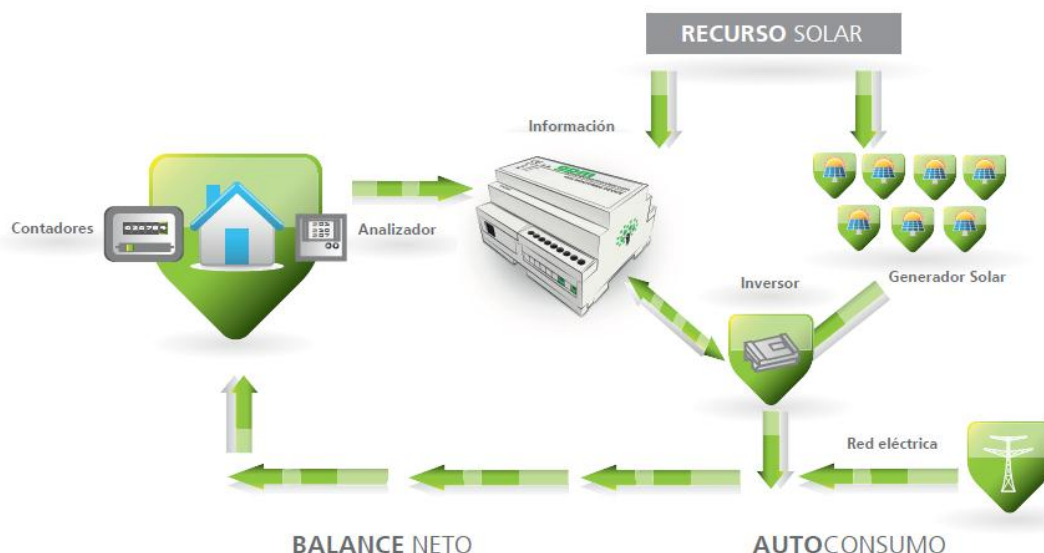 RECURSO SOLAR
Información
Contadores
Analizador
Inversor
Generador Solar
Red eléctrica
BALANCE NETO
AUTOCONSUMO